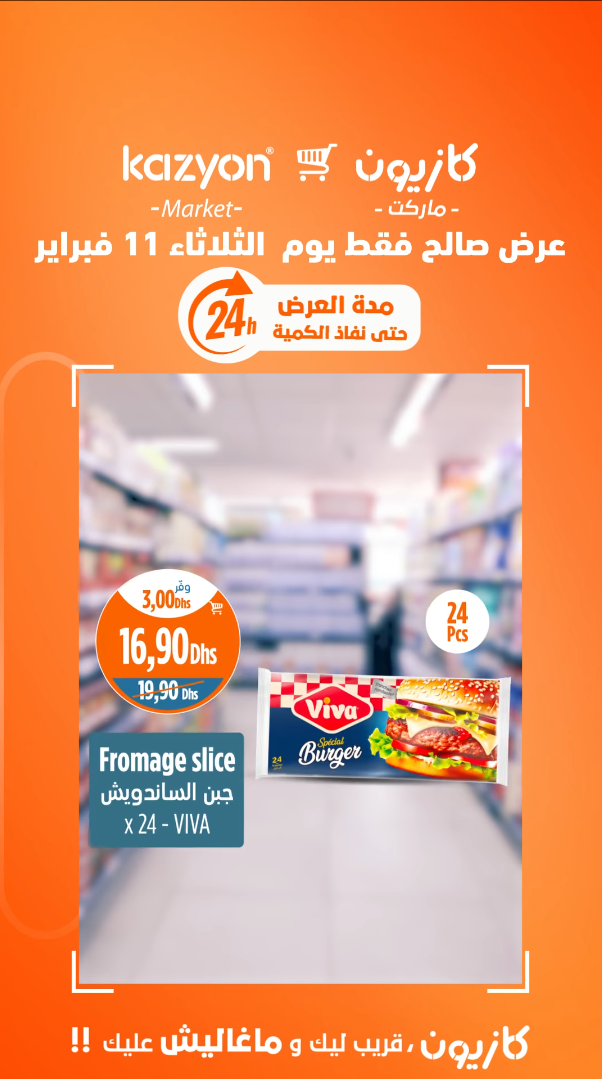 kazyon® كازيون
-Market- - ماركت -
عرض صالح فقط يوم الثلاثاء 11 فبراير
24h
مدة العرض
حتى نفاذ الكمية
وفّر
3,00Dhs
16,90Dhs
19,90 Dhs
24
Pcs
Viva
Spécial
Burger
24
Fromage slice
جبن الساندويش
x 24 - VIVA
كازيون، قريب ليك و ماغاليش عليك !!